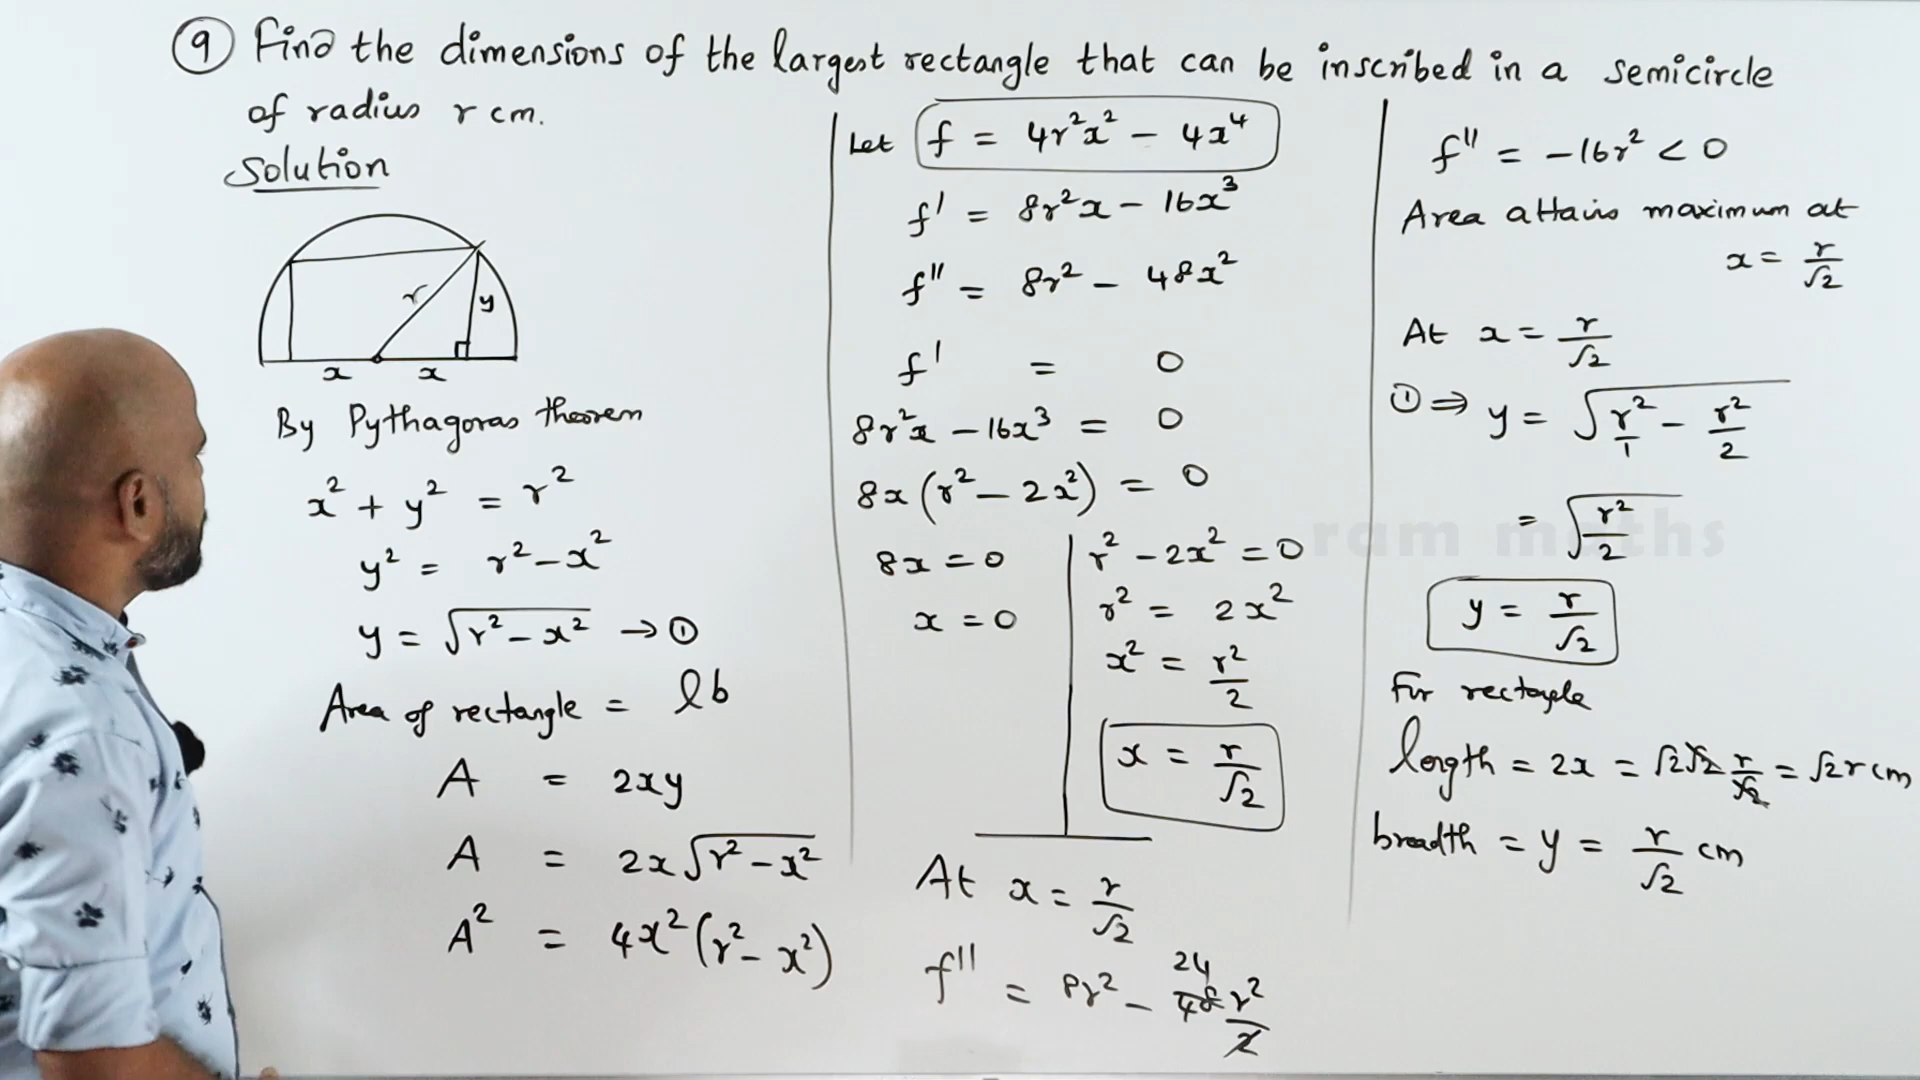 ⑨ Find the dimensions of the largest rectangle that can be inscribed in a semicircle
of radius r cm.
Solution
r
y
x x
By Pythagoras theorem
x² + y² = r²
y² = r² - x²
y = √(r² - x²) → ①
Area of rectangle = lb
A = 2xy
A = 2x√(r² - x²)
A² = 4x²(r² - x²)
Let f = 4r²x² - 4x⁴
f' = 8r²x - 16x³
f'' = 8r² - 48x²
f' = 0
8r²x - 16x³ = 0
8x(r² - 2x²) = 0
8x = 0
x = 0
r² - 2x² = 0
r² = 2x²
x² = r²/2
x = r/√2
At x = r/√2
f'' = 8r² - 48 24 r²/2
f'' = -16r² < 0
Area attains maximum at
x = r/√2
At x = r/√2
① ⇒ y = √(r²/1 - r²/2)
= √(r²/2)
y = r/√2
For rectangle
length = 2x = √2√2 r/√2 = √2 r cm
breadth = y = r/√2 cm
ram maths